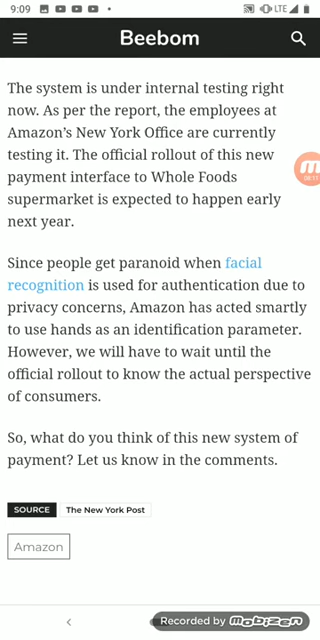 9:09 LTE
Beebom
The system is under internal testing right
now. As per the report, the employees at
Amazon's New York Office are currently
testing it. The official rollout of this new
payment interface to Whole Foods
supermarket is expected to happen early
next year.
Since people get paranoid when facial
recognition is used for authentication due to
privacy concerns, Amazon has acted smartly
to use hands as an identification parameter.
However, we will have to wait until the
official rollout to know the actual perspective
of consumers.
So, what do you think of this new system of
payment? Let us know in the comments.
SOURCE The New York Post
Amazon
Recorded by mobizen